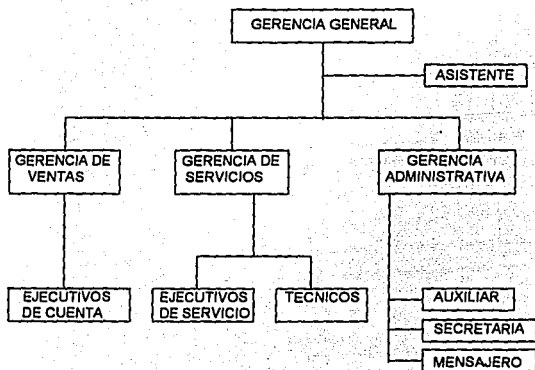 GERENCIA GENERAL
ASISTENTE
GERENCIA DE
VENTAS
GERENCIA DE
SERVICIOS
GERENCIA
ADMINISTRATIVA
EJECUTIVOS
DE CUENTA
EJECUTIVOS
DE SERVICIO
TECNICOS
AUXILIAR
SECRETARIA
MENSAJERO